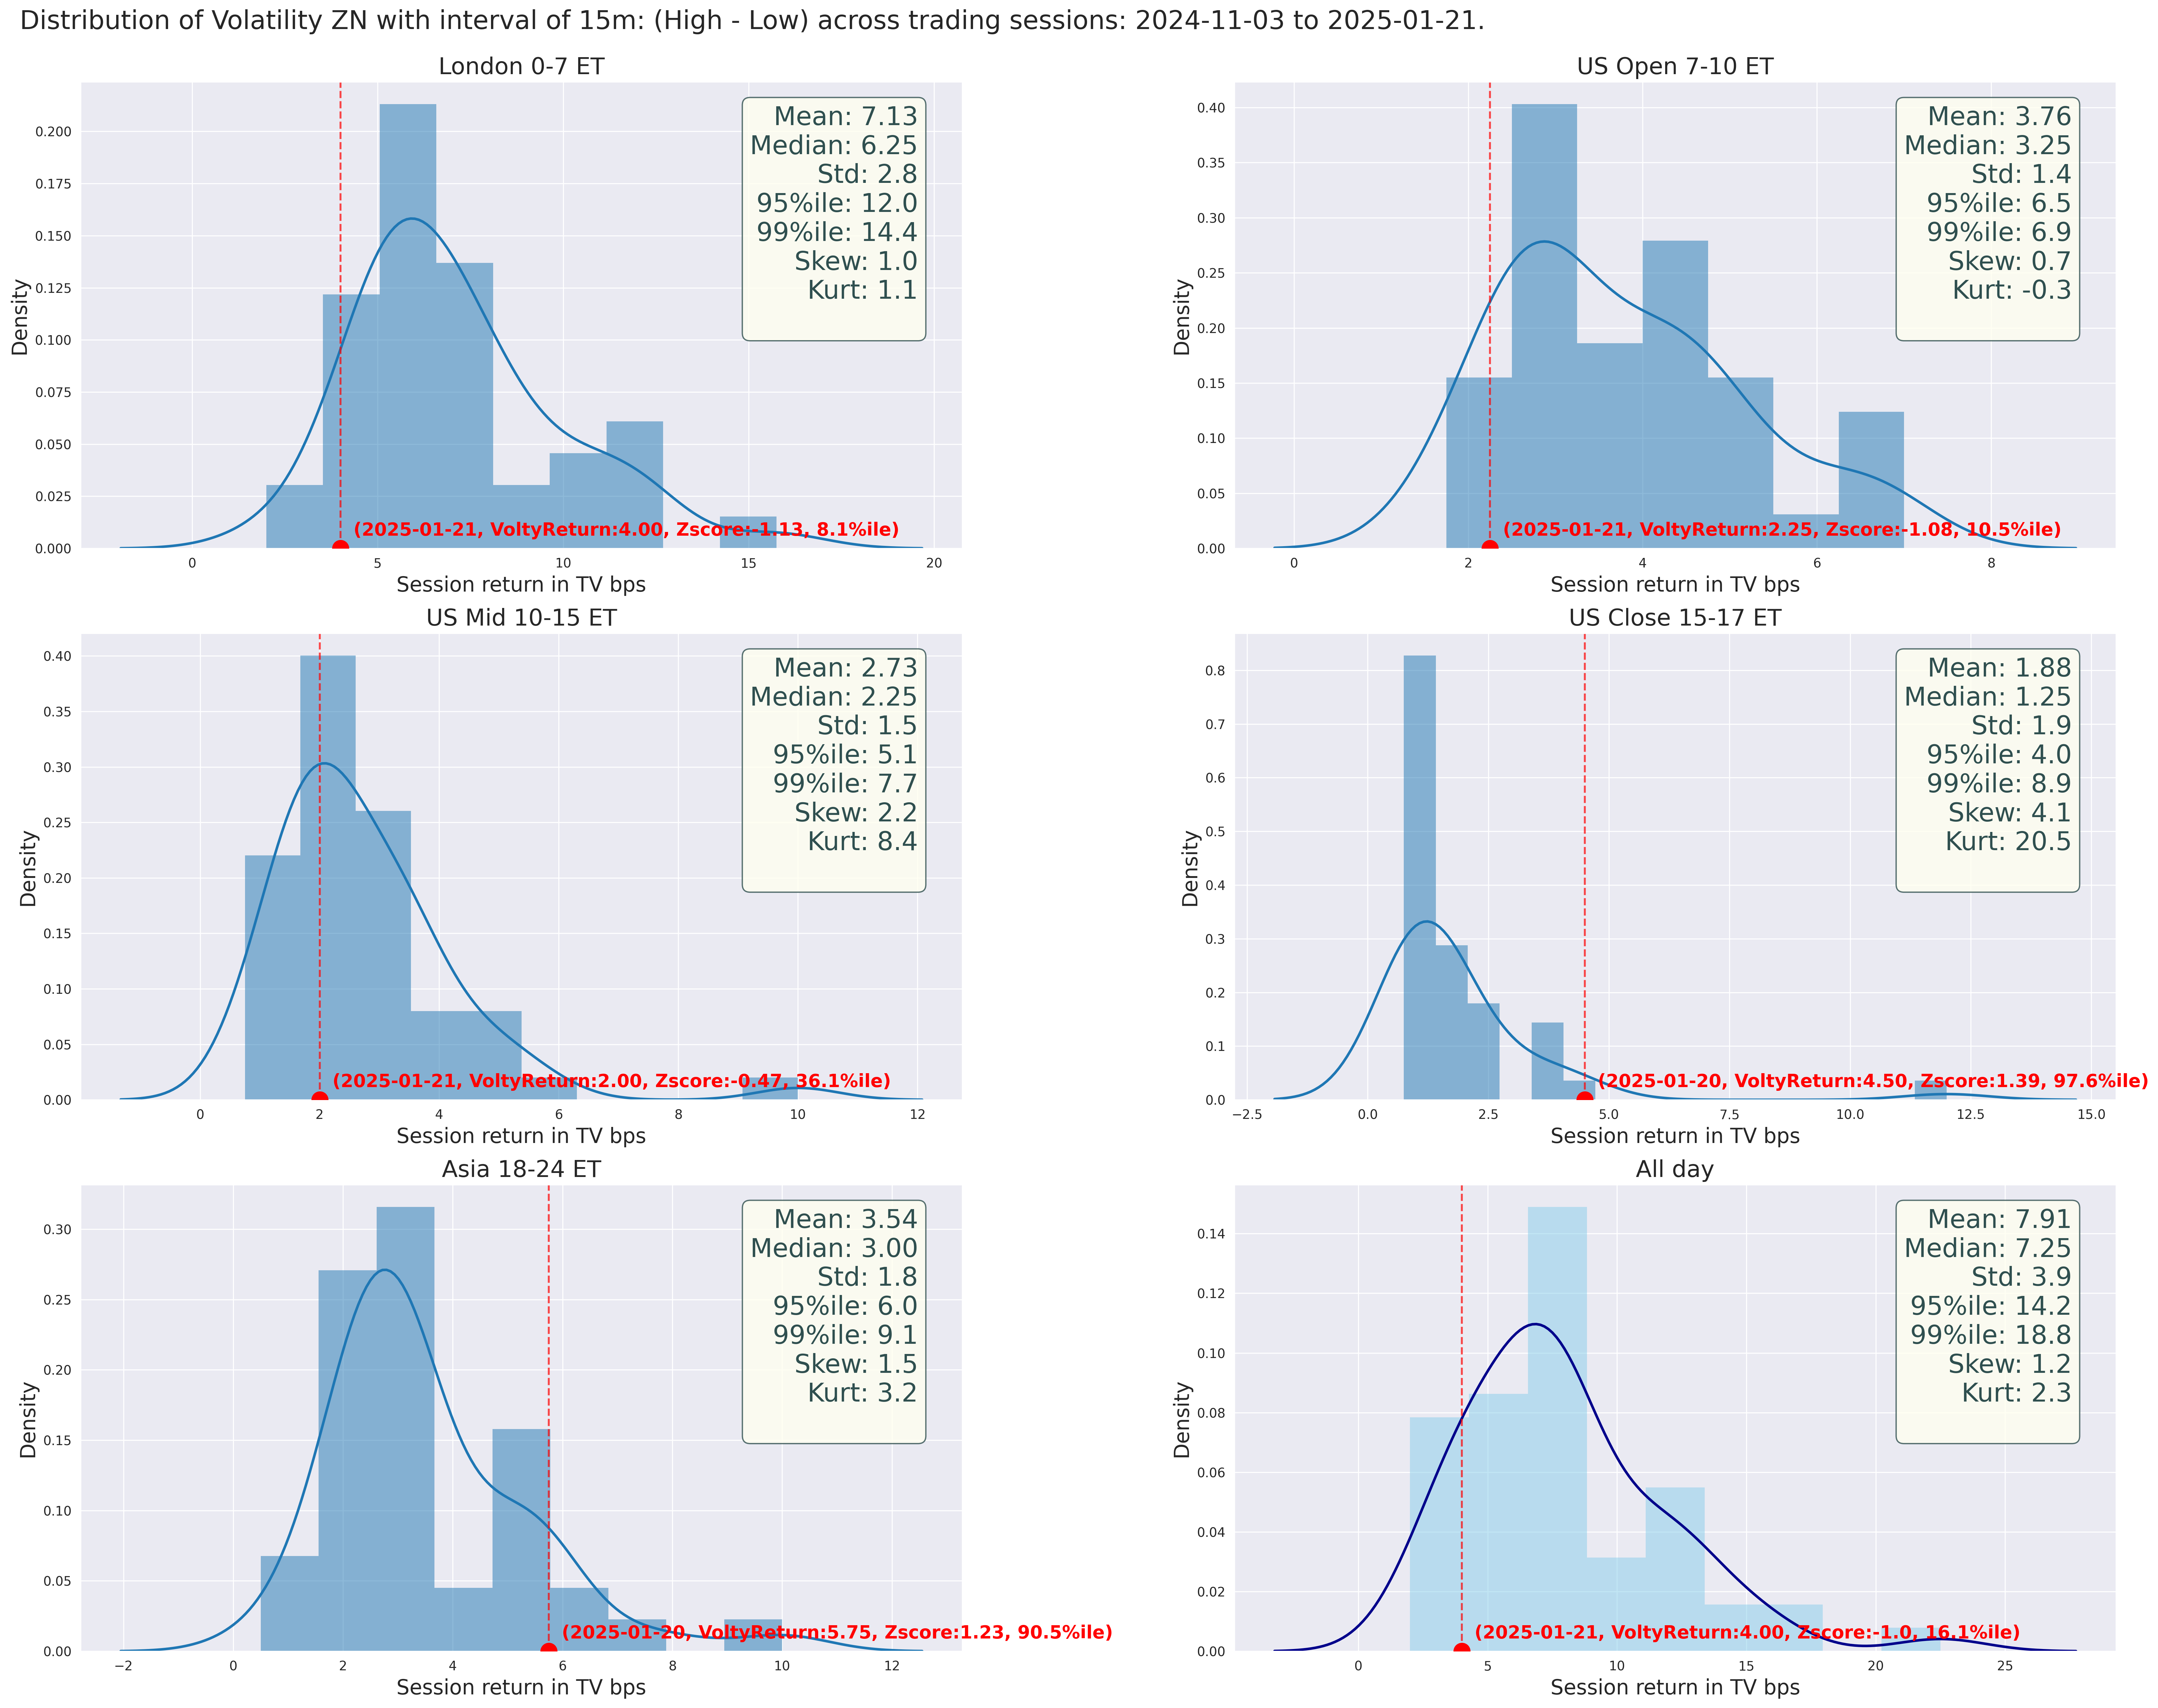 Distribution of Volatility ZN with interval of 15m: (High - Low) across trading sessions: 2024-11-03 to 2025-01-21.
London 0-7 ET
Density
0.200
0.175
0.150
0.125
0.100
0.075
0.050
0.025
0.000
Mean: 7.13
Median: 6.25
Std: 2.8
95%ile: 12.0
99%ile: 14.4
Skew: 1.0
Kurt: 1.1
(2025-01-21, VoltyReturn:4.00, Zscore:-1.13, 8.1%ile)
0 5 10 15 20
Session return in TV bps
US Open 7-10 ET
Density
0.40
0.35
0.30
0.25
0.20
0.15
0.10
0.05
0.00
Mean: 3.76
Median: 3.25
Std: 1.4
95%ile: 6.5
99%ile: 6.9
Skew: 0.7
Kurt: -0.3
(2025-01-21, VoltyReturn:2.25, Zscore:-1.08, 10.5%ile)
0 2 4 6 8
Session return in TV bps
US Mid 10-15 ET
Density
0.40
0.35
0.30
0.25
0.20
0.15
0.10
0.05
0.00
Mean: 2.73
Median: 2.25
Std: 1.5
95%ile: 5.1
99%ile: 7.7
Skew: 2.2
Kurt: 8.4
(2025-01-21, VoltyReturn:2.00, Zscore:-0.47, 36.1%ile)
0 2 4 6 8 10 12
Session return in TV bps
US Close 15-17 ET
Density
0.8
0.7
0.6
0.5
0.4
0.3
0.2
0.1
0.0
Mean: 1.88
Median: 1.25
Std: 1.9
95%ile: 4.0
99%ile: 8.9
Skew: 4.1
Kurt: 20.5
(2025-01-20, VoltyReturn:4.50, Zscore:1.39, 97.6%ile)
−2.5 0.0 2.5 5.0 7.5 10.0 12.5 15.0
Session return in TV bps
Asia 18-24 ET
Density
0.30
0.25
0.20
0.15
0.10
0.05
0.00
Mean: 3.54
Median: 3.00
Std: 1.8
95%ile: 6.0
99%ile: 9.1
Skew: 1.5
Kurt: 3.2
(2025-01-20, VoltyReturn:5.75, Zscore:1.23, 90.5%ile)
−2 0 2 4 6 8 10 12
Session return in TV bps
All day
Density
0.14
0.12
0.10
0.08
0.06
0.04
0.02
0.00
Mean: 7.91
Median: 7.25
Std: 3.9
95%ile: 14.2
99%ile: 18.8
Skew: 1.2
Kurt: 2.3
(2025-01-21, VoltyReturn:4.00, Zscore:-1.0, 16.1%ile)
0 5 10 15 20 25
Session return in TV bps